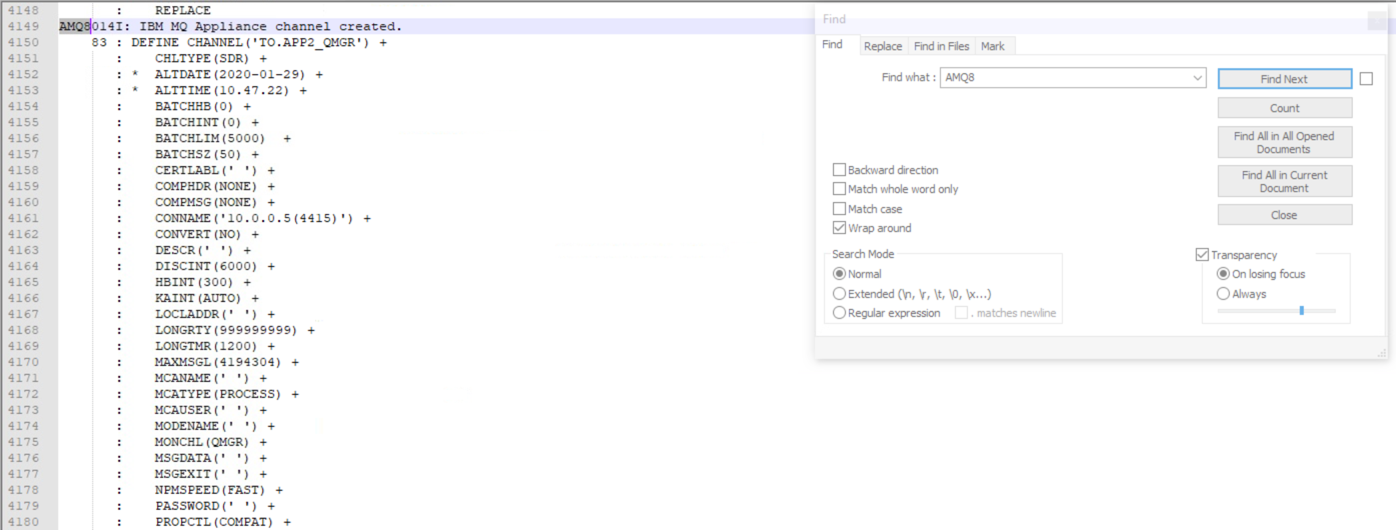 4148 : REPLACE
4149 AMQ8014I: IBM MQ Appliance channel created.
4150 83 : DEFINE CHANNEL('TO.APP2_QMGR') +
4151 : CHLTYPE(SDR) +
4152 : * ALTDATE(2020-01-29) +
4153 : * ALTTIME(10.47.22) +
4154 : BATCHHB(0) +
4155 : BATCHINT(0) +
4156 : BATCHLIM(5000) +
4157 : BATCHSZ(50) +
4158 : CERTLABL(' ') +
4159 : COMPHDR(NONE) +
4160 : COMPMSG(NONE) +
4161 : CONNAME('10.0.0.5(4415)') +
4162 : CONVERT(NO) +
4163 : DESCR(' ') +
4164 : DISCINT(6000) +
4165 : HBINT(300) +
4166 : KAINT(AUTO) +
4167 : LOCLADDR(' ') +
4168 : LONGRTY(999999999) +
4169 : LONGTMR(1200) +
4170 : MAXMSGL(4194304) +
4171 : MCANAME(' ') +
4172 : MCATYPE(PROCESS) +
4173 : MCAUSER(' ') +
4174 : MODENAME(' ') +
4175 : MONCHL(QMGR) +
4176 : MSGDATA(' ') +
4177 : MSGEXIT(' ') +
4178 : NPMSPEED(FAST) +
4179 : PASSWORD(' ') +
4180 : PROPCTL(COMPAT) +
Find
Find Replace Find in Files Mark
Find what : AMQ8
Find Next
Count
Find All in All Opened
Documents
Find All in Current
Document
Close
Backward direction
Match whole word only
Match case
Wrap around
Search Mode
Normal
Extended (\n, \r, \t, \0, \x...)
Regular expression . matches newline
Transparency
On losing focus
Always